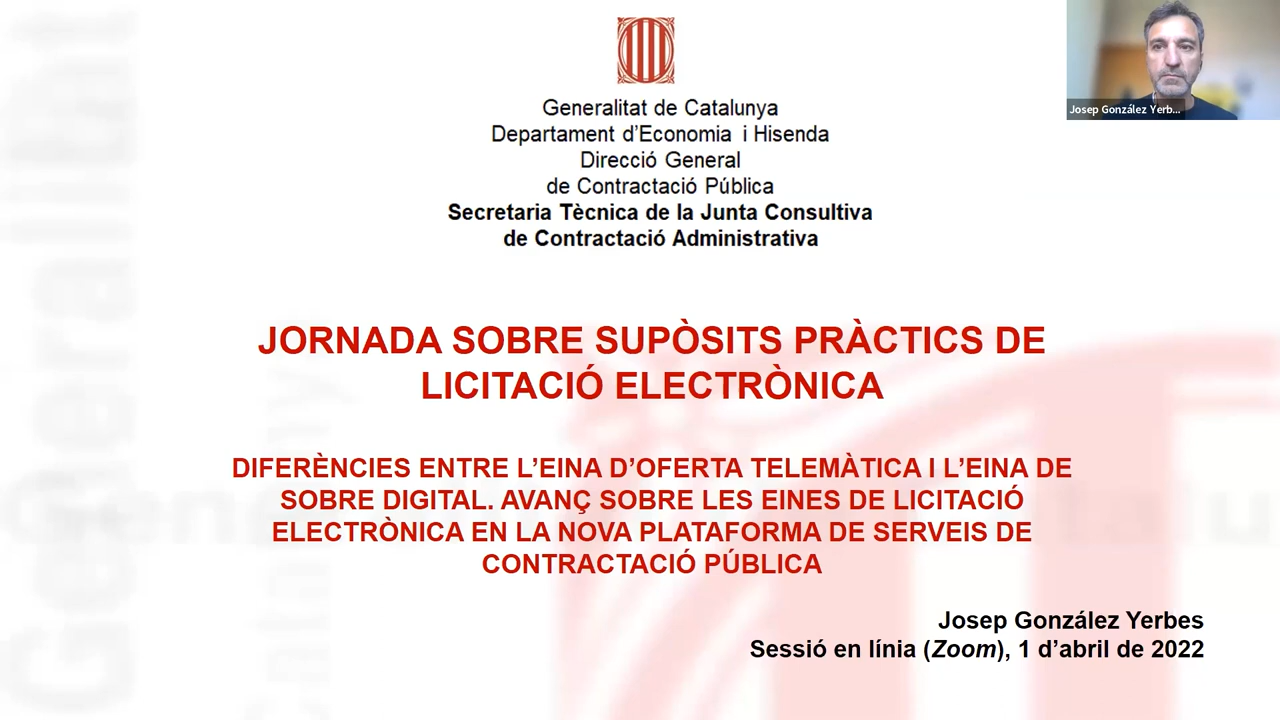 Generalitat de Catalunya
Departament d'Economia i Hisenda
Direcció General
de Contractació Pública
Secretaria Tècnica de la Junta Consultiva
de Contractació Administrativa
Josep González Yerb...
JORNADA SOBRE SUPÒSITS PRÀCTICS DE
LICITACIÓ ELECTRÒNICA
DIFERÈNCIES ENTRE L'EINA D'OFERTA TELEMÀTICA I L'EINA DE
SOBRE DIGITAL. AVANÇ SOBRE LES EINES DE LICITACIÓ
ELECTRÒNICA EN LA NOVA PLATAFORMA DE SERVEIS DE
CONTRACTACIÓ PÚBLICA
Josep González Yerbes
Sessió en línia (Zoom), 1 d'abril de 2022